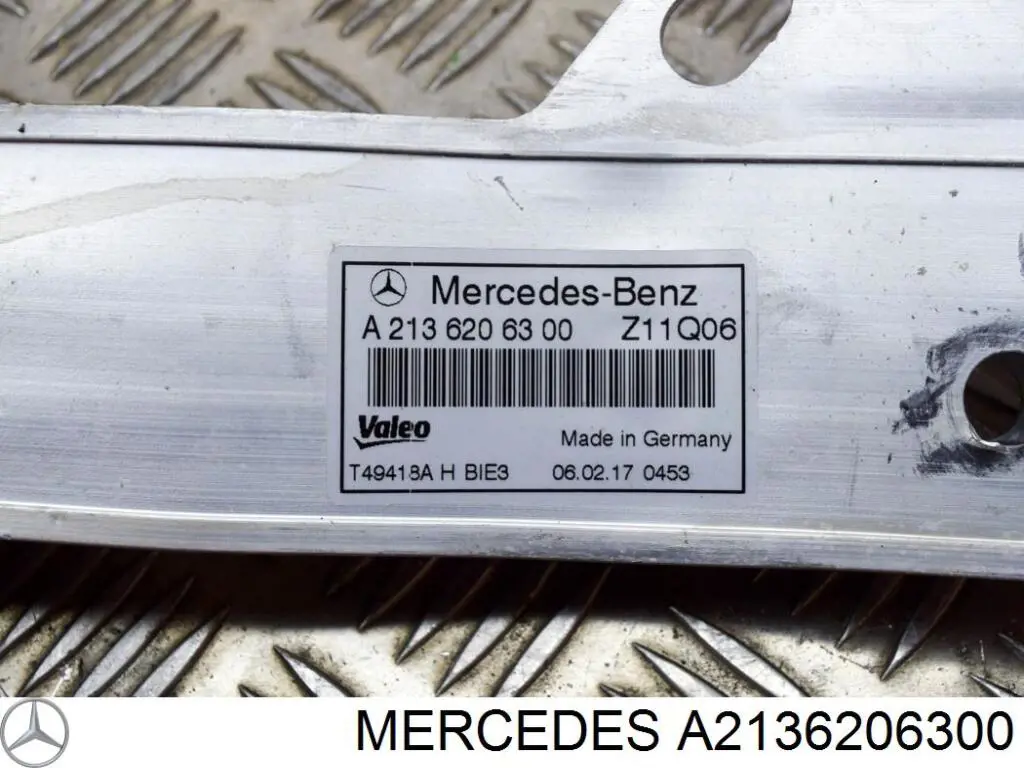 Mercedes-Benz
A 213 620 63 00 Z11Q06
Valeo
Made in Germany
T49418A H BIE3 06.02.17 0453
MERCEDES A2136206300